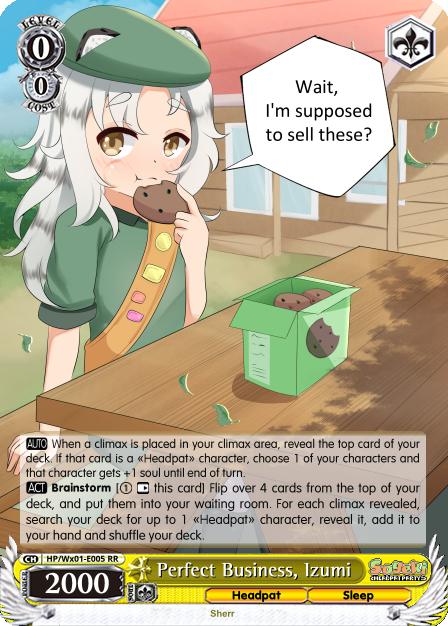 LEVEL
0
0
COST
Wait,
I'm supposed
to sell these?
AUTO When a climax is placed in your climax area, reveal the top card of your
deck. If that card is a «Headpat» character, choose 1 of your characters and
that character gets +1 soul until end of turn.
ACT Brainstorm [① this card] Flip over 4 cards from the top of your
deck, and put them into your waiting room. For each climax revealed,
search your deck for up to 1 «Headpat» character, reveal it, add it to
your hand and shuffle your deck.
CH HP/Wx01-E005 RR
POWER 2000 SOUL Perfect Business, Izumi
Headpat Sleep
Sherr